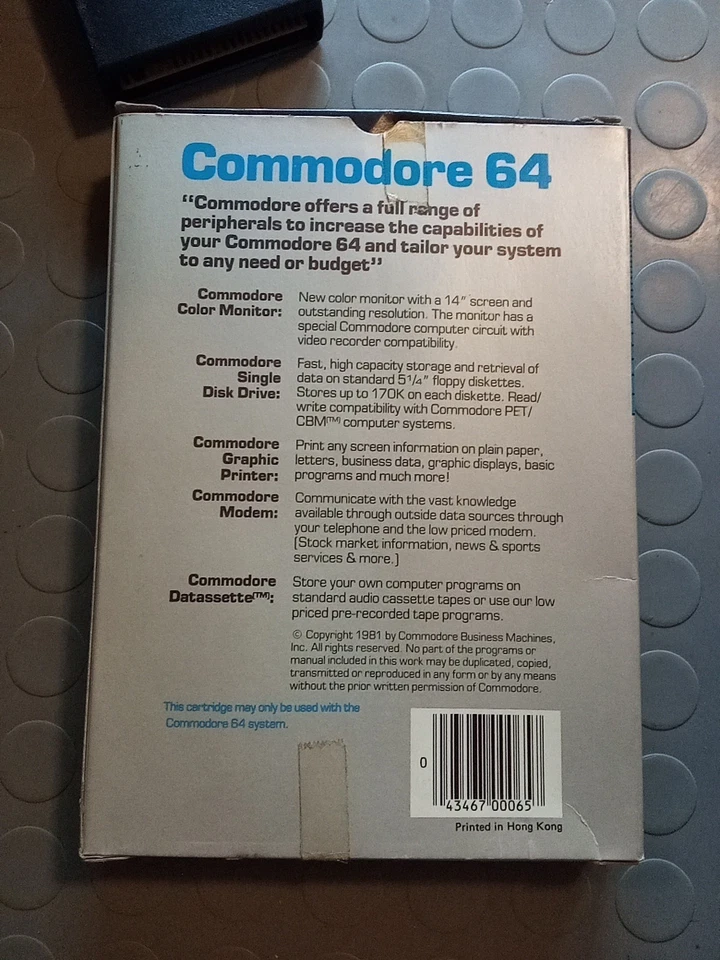 Commodore 64
“Commodore offers a full range of
peripherals to increase the capabilities of
your Commodore 64 and tailor your system
to any need or budget”
Commodore
Color Monitor:
New color monitor with a 14” screen and
outstanding resolution. The monitor has a
special Commodore computer circuit with
video recorder compatibility.
Commodore
Single
Disk Drive:
Fast, high capacity storage and retrieval of
data on standard 5¼” floppy diskettes.
Stores up to 170K on each diskette. Read/
write compatibility with Commodore PET/
CBM(TM) computer systems.
Commodore
Graphic
Printer:
Print any screen information on plain paper,
letters, business data, graphic displays, basic
programs and much more!
Commodore
Modem:
Communicate with the vast knowledge
available through outside data sources through
your telephone and the low priced modem.
[Stock market information, news & sports
services & more.]
Commodore
Datassette(TM):
Store your own computer programs on
standard audio cassette tapes or use our low
priced pre-recorded tape programs.
© Copyright 1981 by Commodore Business Machines,
Inc. All rights reserved. No part of the programs or
manual included in this work may be duplicated, copied,
transmitted or reproduced in any form or by any means
without the prior written permission of Commodore.
This cartridge may only be used with the
Commodore 64 system.
0
43467 00065
Printed in Hong Kong